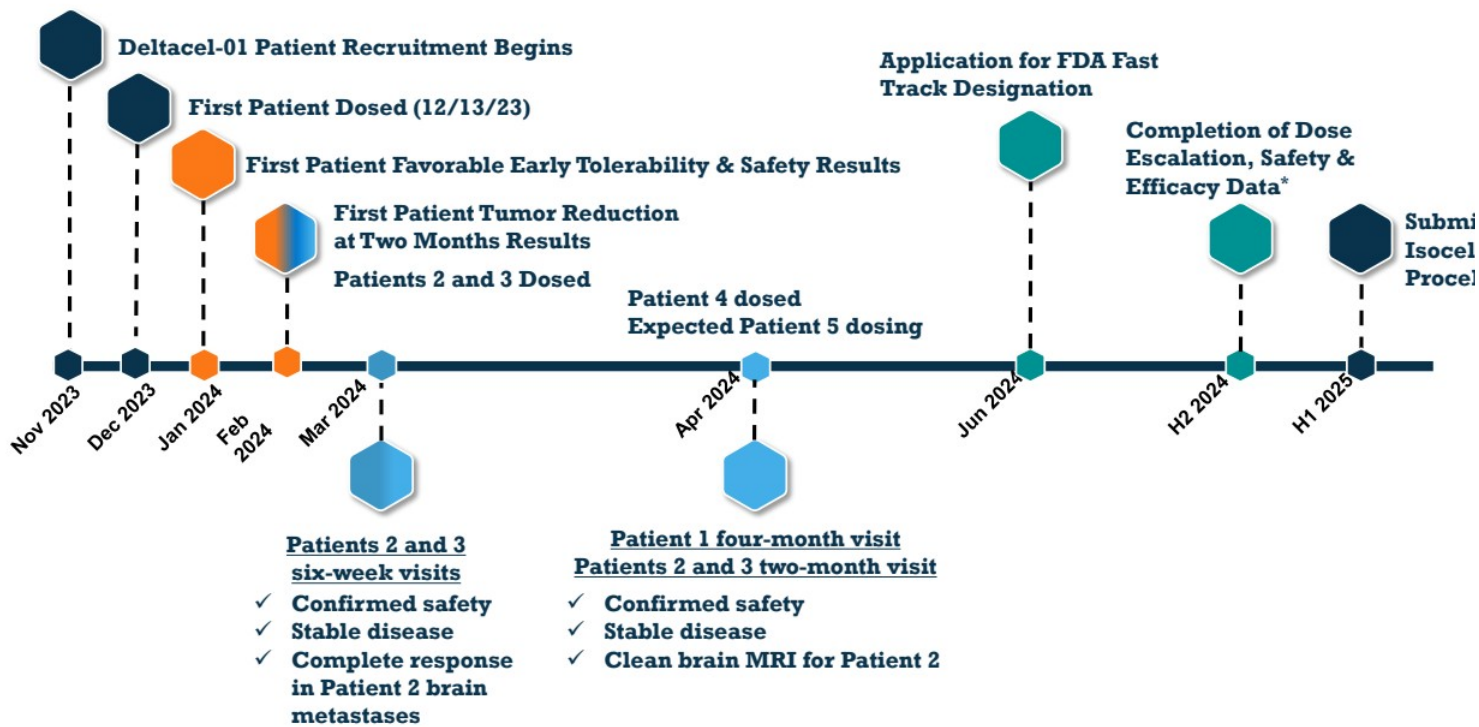 Deltacel-01 Patient Recruitment Begins
First Patient Dosed (12/13/23)
First Patient Favorable Early Tolerability & Safety Results
First Patient Tumor Reduction
at Two Months Results
Patients 2 and 3 Dosed
Patient 4 dosed
Expected Patient 5 dosing
Application for FDA Fast
Track Designation
Completion of Dose
Escalation, Safety &
Efficacy Data*
Submi
Isocel
Procel
Nov 2023
Dec 2023
Jan 2024
Feb
2024
Mar 2024
Apr 2024
Jun 2024
H2 2024
H1 2025
Patients 2 and 3
six-week visits
✓ Confirmed safety
✓ Stable disease
✓ Complete response
in Patient 2 brain
metastases
Patient 1 four-month visit
Patients 2 and 3 two-month visit
✓ Confirmed safety
✓ Stable disease
✓ Clean brain MRI for Patient 2